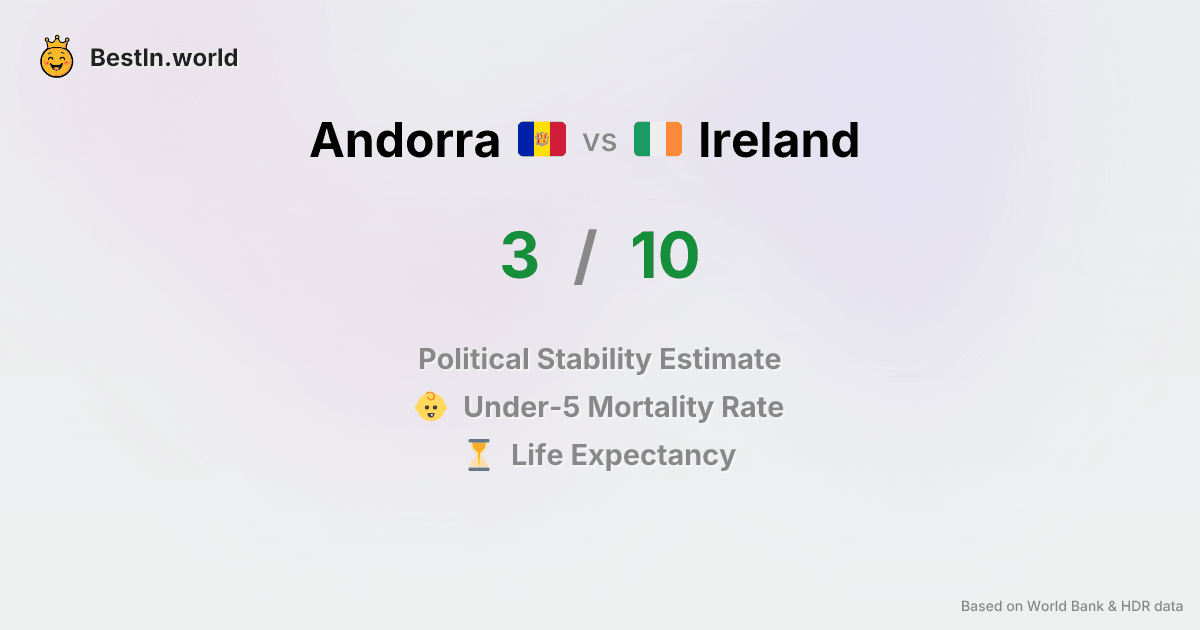 BestIn.world
Andorra vs Ireland
3 / 10
Political Stability Estimate
Under-5 Mortality Rate
Life Expectancy
Based on World Bank & HDR data